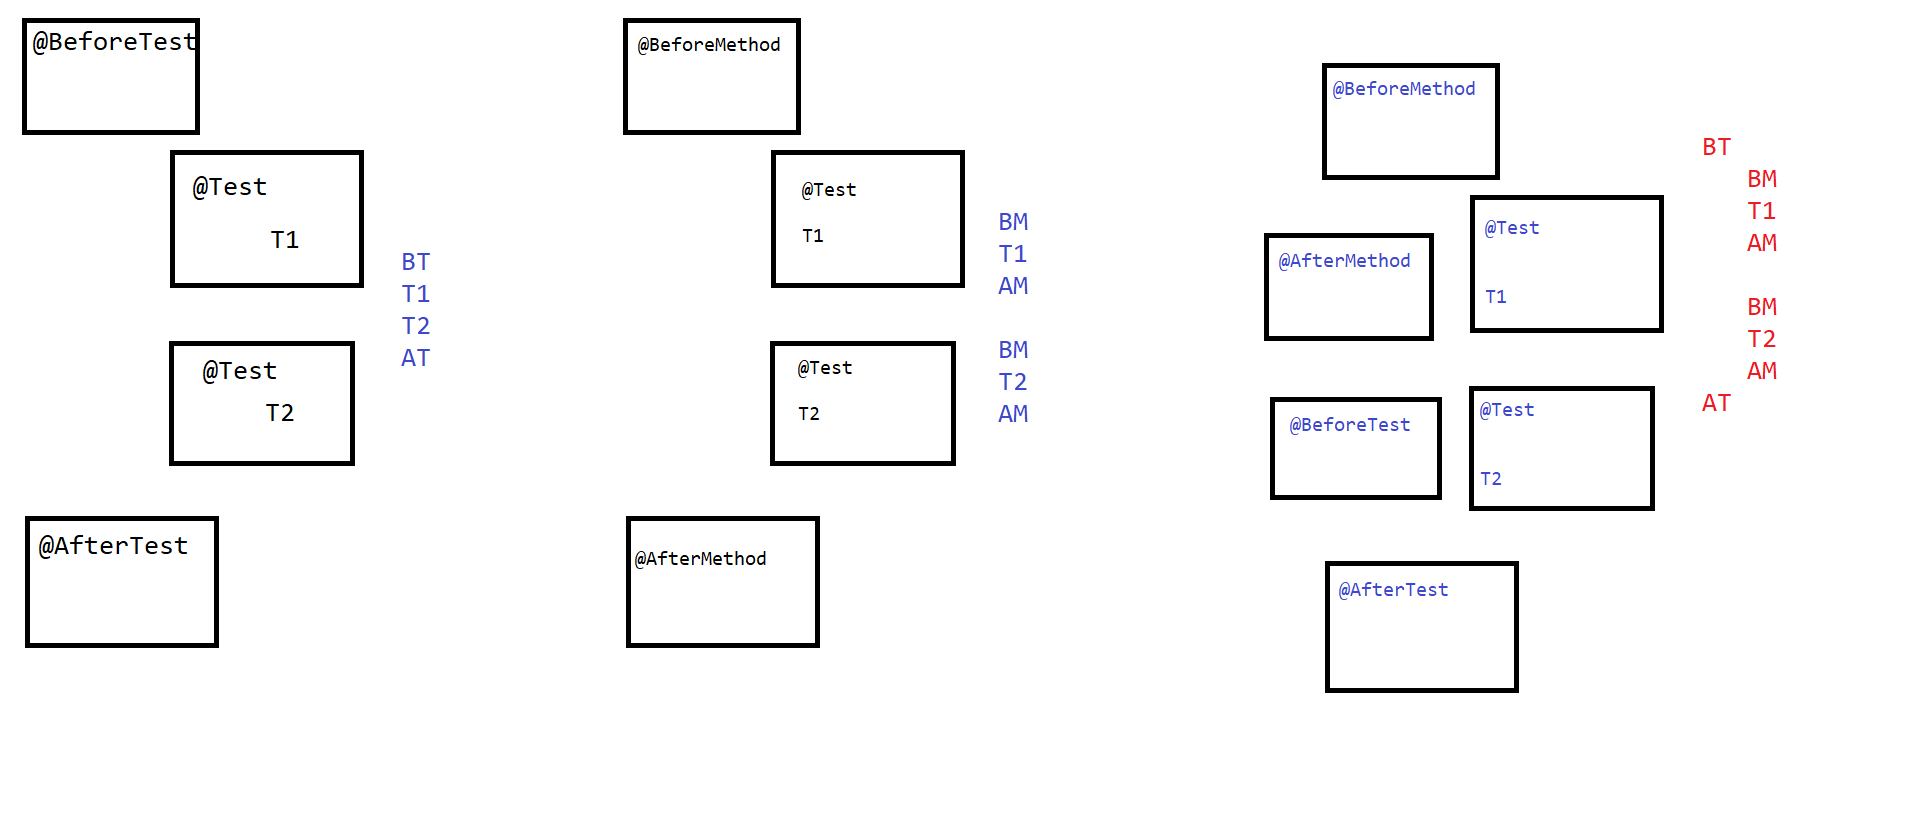 @BeforeTest
@Test
T1
@Test
T2
@AfterTest
BT
T1
T2
AT
@BeforeMethod
@Test
T1
@Test
T2
@AfterMethod
BM
T1
AM
BM
T2
AM
@BeforeMethod
@Test
T1
@AfterMethod
@BeforeTest
@Test
T2
@AfterTest
BT
BM
T1
AM
BM
T2
AM
AT